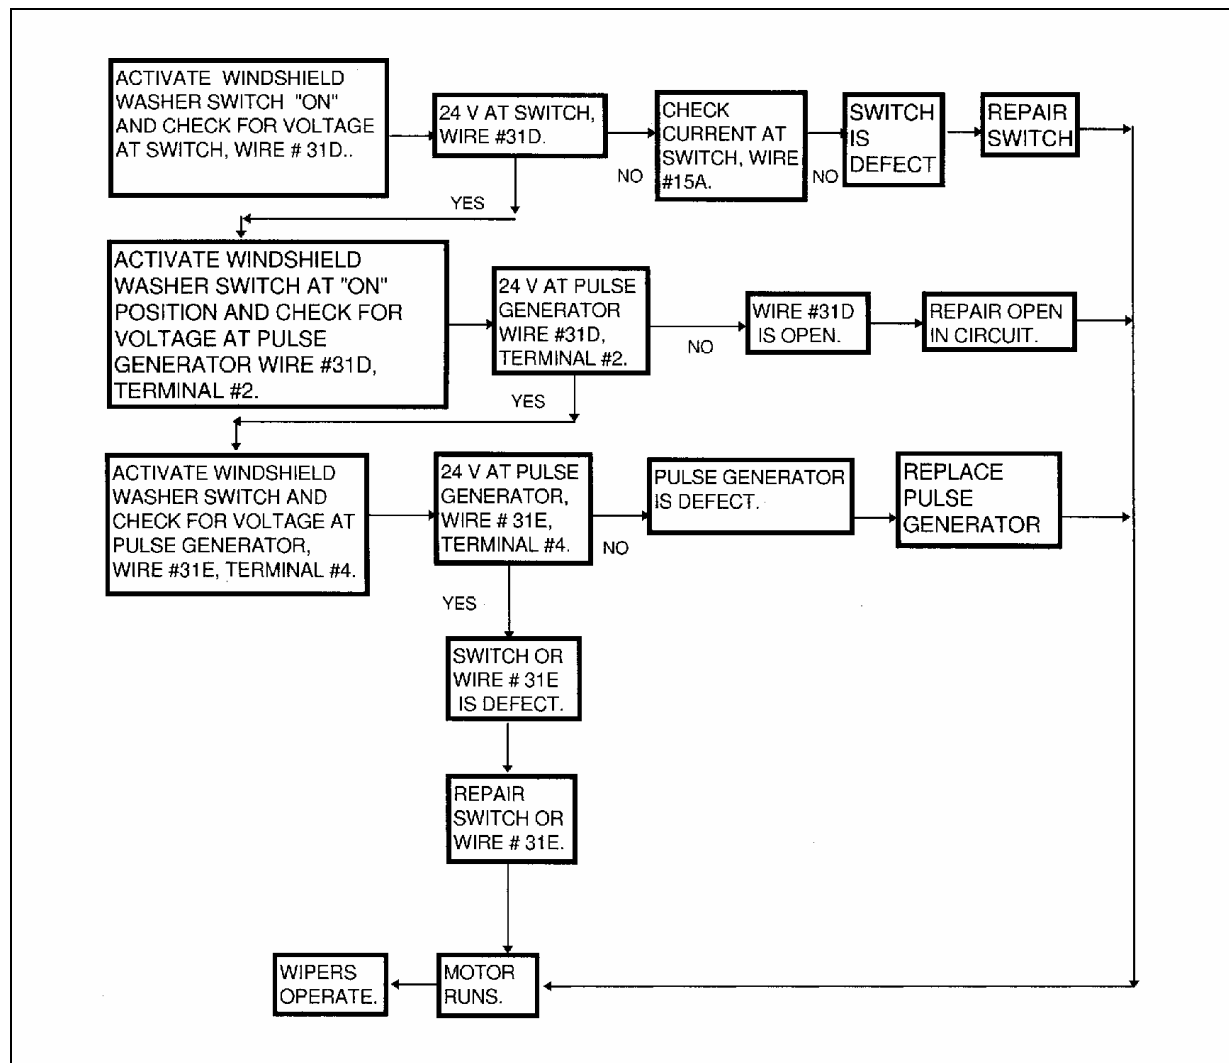 ACTIVATE WINDSHIELD
WASHER SWITCH "ON"
AND CHECK FOR VOLTAGE
AT SWITCH, WIRE # 31D..
24 V AT SWITCH,
WIRE #31D.
NO
CHECK
CURRENT AT
SWITCH, WIRE
#15A.
NO
SWITCH
IS
DEFECT
REPAIR
SWITCH
YES
ACTIVATE WINDSHIELD
WASHER SWITCH AT "ON"
POSITION AND CHECK FOR
VOLTAGE AT PULSE
GENERATOR WIRE #31D,
TERMINAL #2.
24 V AT PULSE
GENERATOR
WIRE #31D,
TERMINAL #2.
NO
WIRE #31D
IS OPEN.
REPAIR OPEN
IN CIRCUIT.
YES
ACTIVATE WINDSHIELD
WASHER SWITCH AND
CHECK FOR VOLTAGE AT
PULSE GENERATOR,
WIRE #31E, TERMINAL #4.
24 V AT PULSE
GENERATOR,
WIRE # 31E,
TERMINAL #4.
NO
PULSE GENERATOR
IS DEFECT.
REPLACE
PULSE
GENERATOR
YES
SWITCH OR
WIRE # 31E
IS DEFECT.
REPAIR
SWITCH OR
WIRE # 31E.
WIPERS
OPERATE.
MOTOR
RUNS.